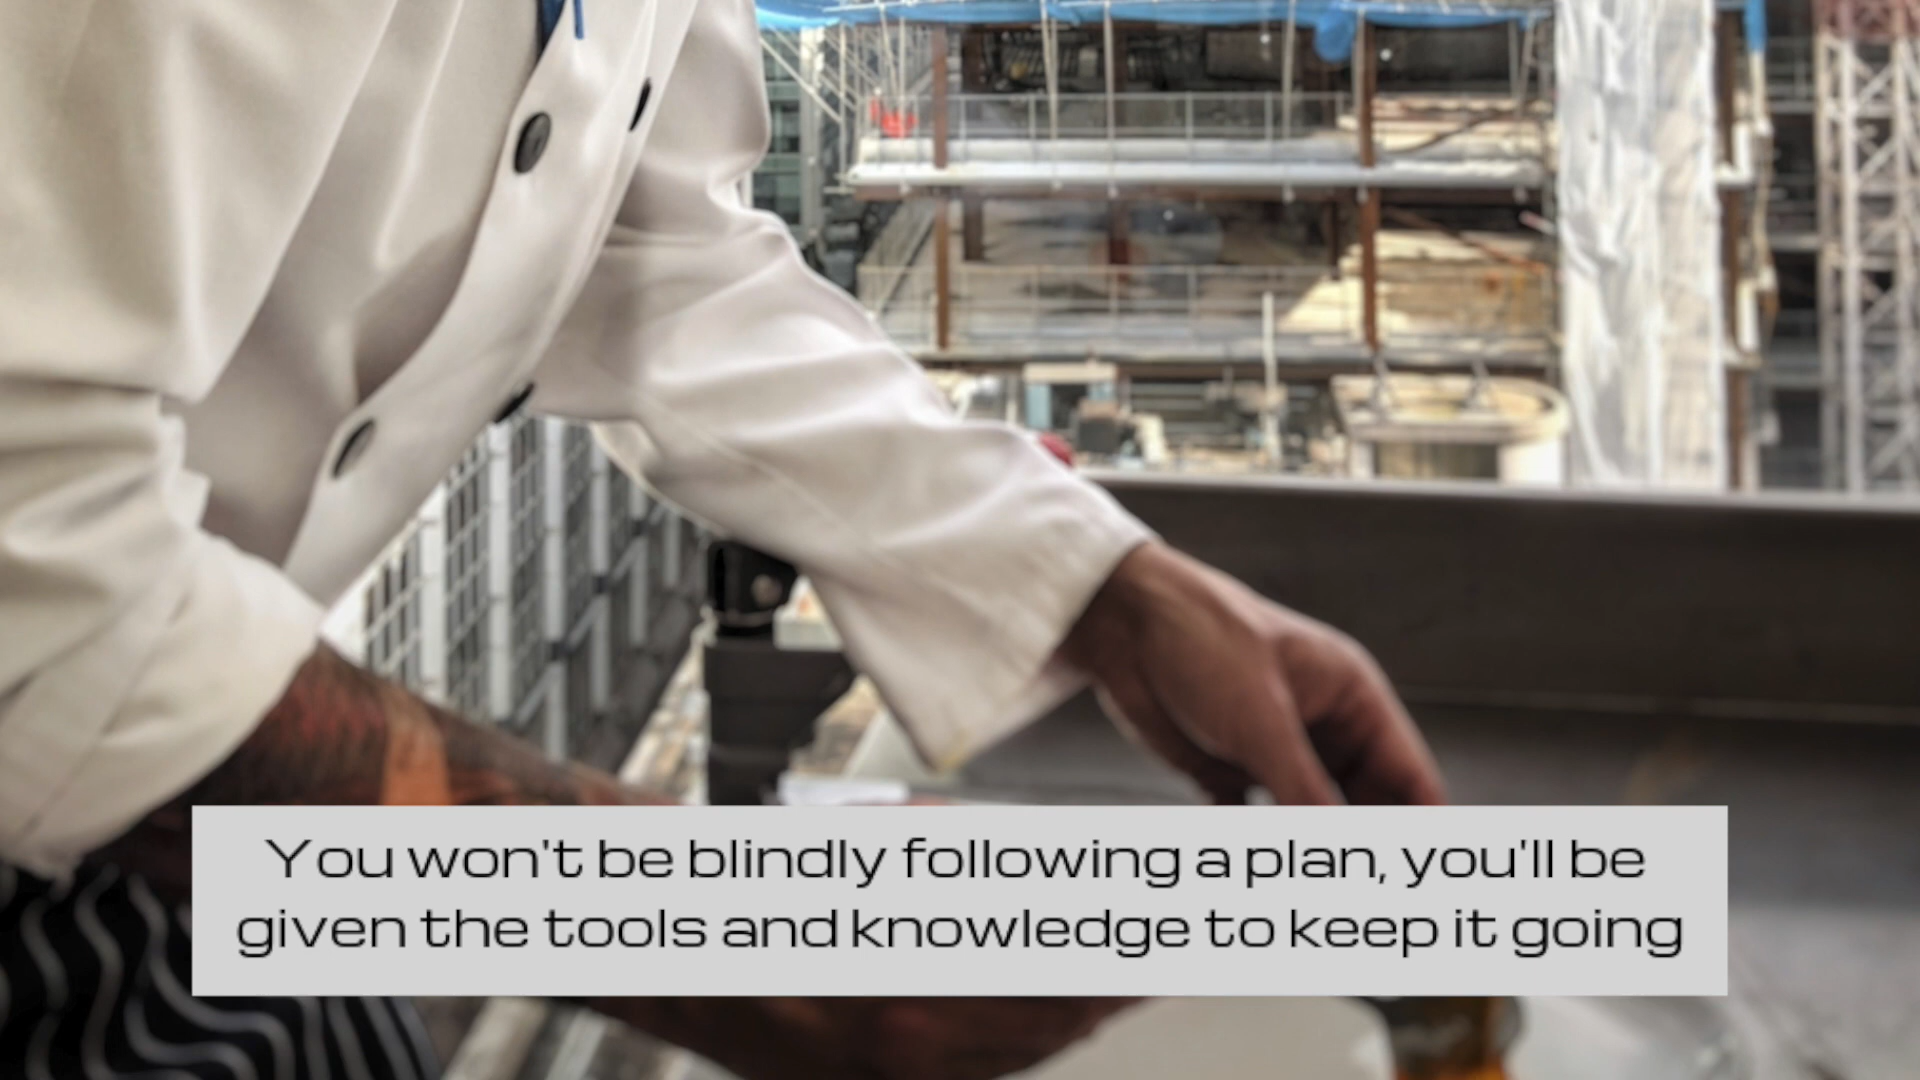 You won't be blindly following a plan, you'll be
given the tools and knowledge to keep it going